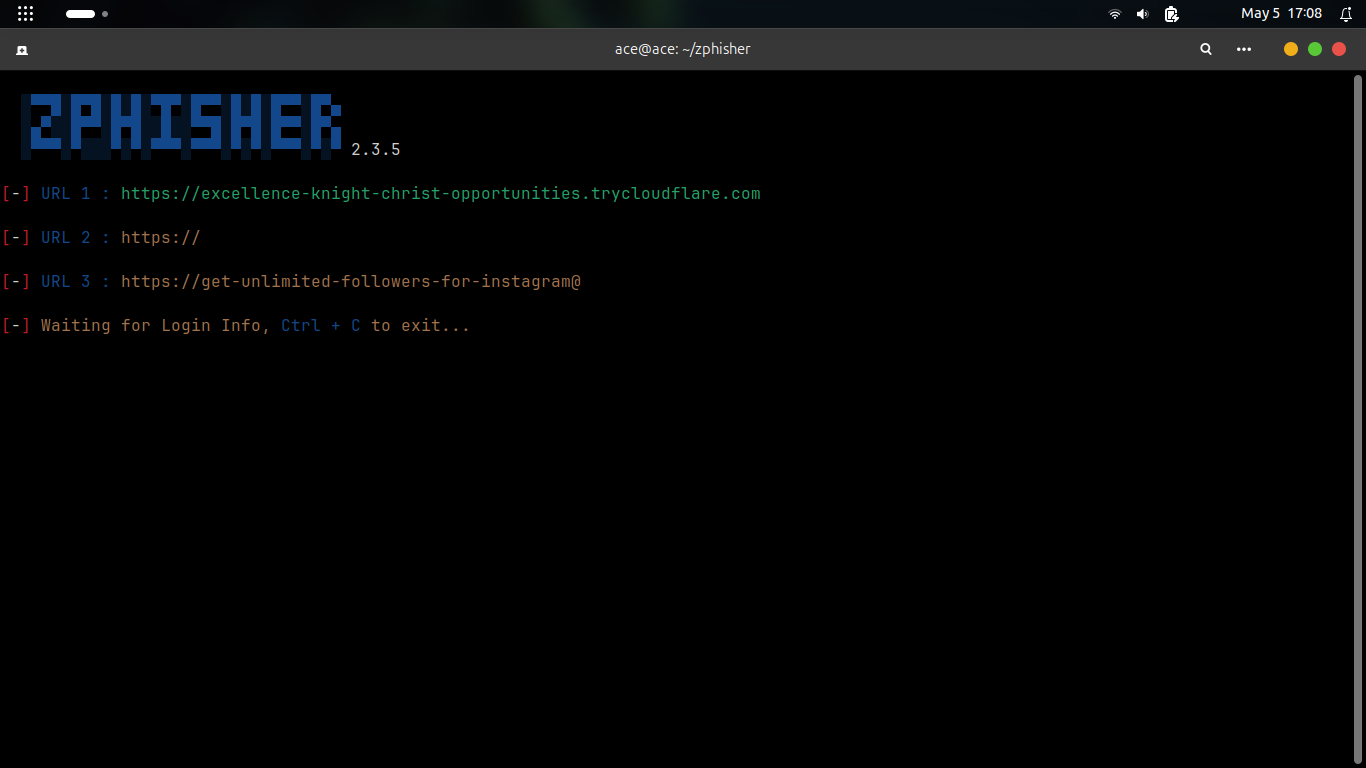 May 5 17:08
ace@ace: ~/zphisher
ZPHISHER 2.3.5
[-] URL 1 : https://excellence-knight-christ-opportunities.trycloudflare.com
[-] URL 2 : https://
[-] URL 3 : https://get-unlimited-followers-for-instagram@
[-] Waiting for Login Info, Ctrl + C to exit...